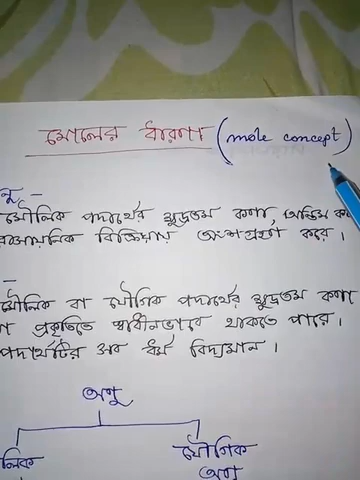 মোলের ধারণা (mole concept)
নু –
মৌলিক পদার্থের ক্ষুদ্রতম কণা
রাসায়নিক বিক্রিয়ায় অংশগ্রহণ করে ।
–
মৌলিক বা যৌগিক পদার্থের ক্ষুদ্রতম কণা
প্রকৃতিতে স্বাধীনভাবে থাকতে পারে ।
পদার্থটির সব ধর্ম বিদ্যমান ।
অণু
লিক
যৌগিক
অণু